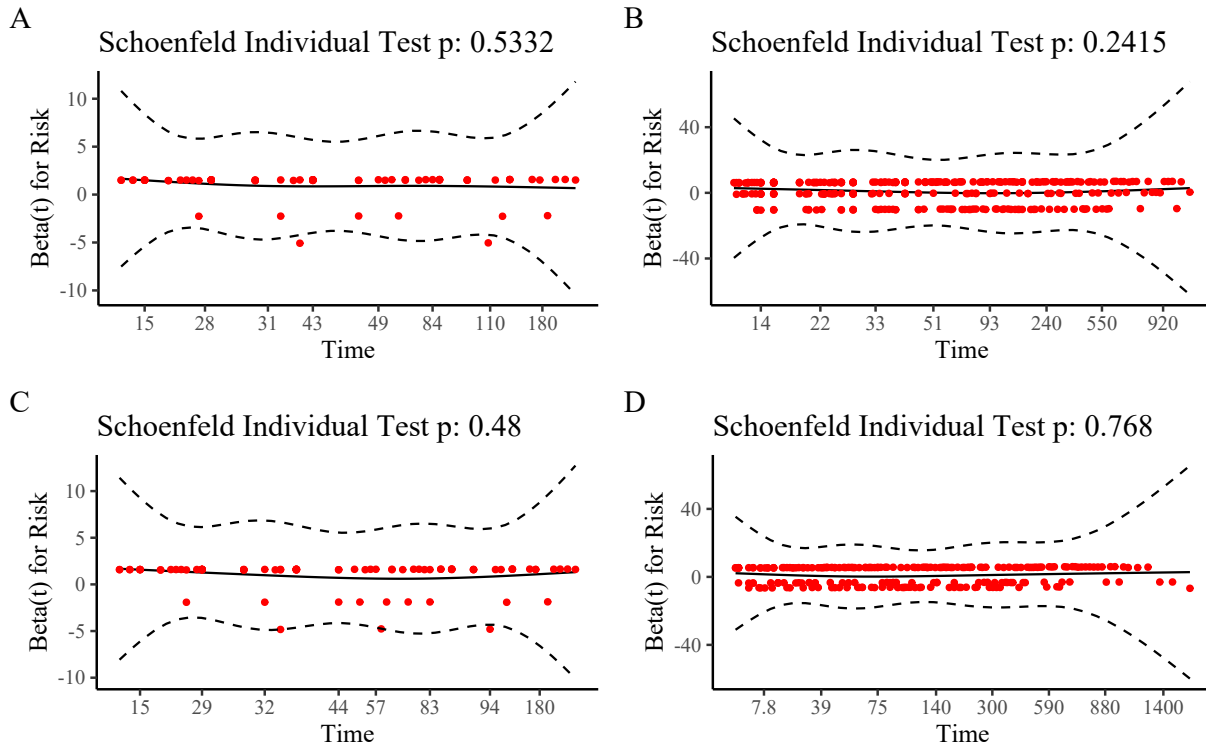 A
Schoenfeld Individual Test p: 0.5332
Beta(t) for Risk
10
5
0
-5
-10
15 28 31 43 49 84 110 180
Time
B
Schoenfeld Individual Test p: 0.2415
Beta(t) for Risk
40
0
-40
14 22 33 51 93 240 550 920
Time
C
Schoenfeld Individual Test p: 0.48
Beta(t) for Risk
10
5
0
-5
-10
15 29 32 44 57 83 94 180
Time
D
Schoenfeld Individual Test p: 0.768
Beta(t) for Risk
40
0
-40
7.8 39 75 140 300 590 880 1400
Time